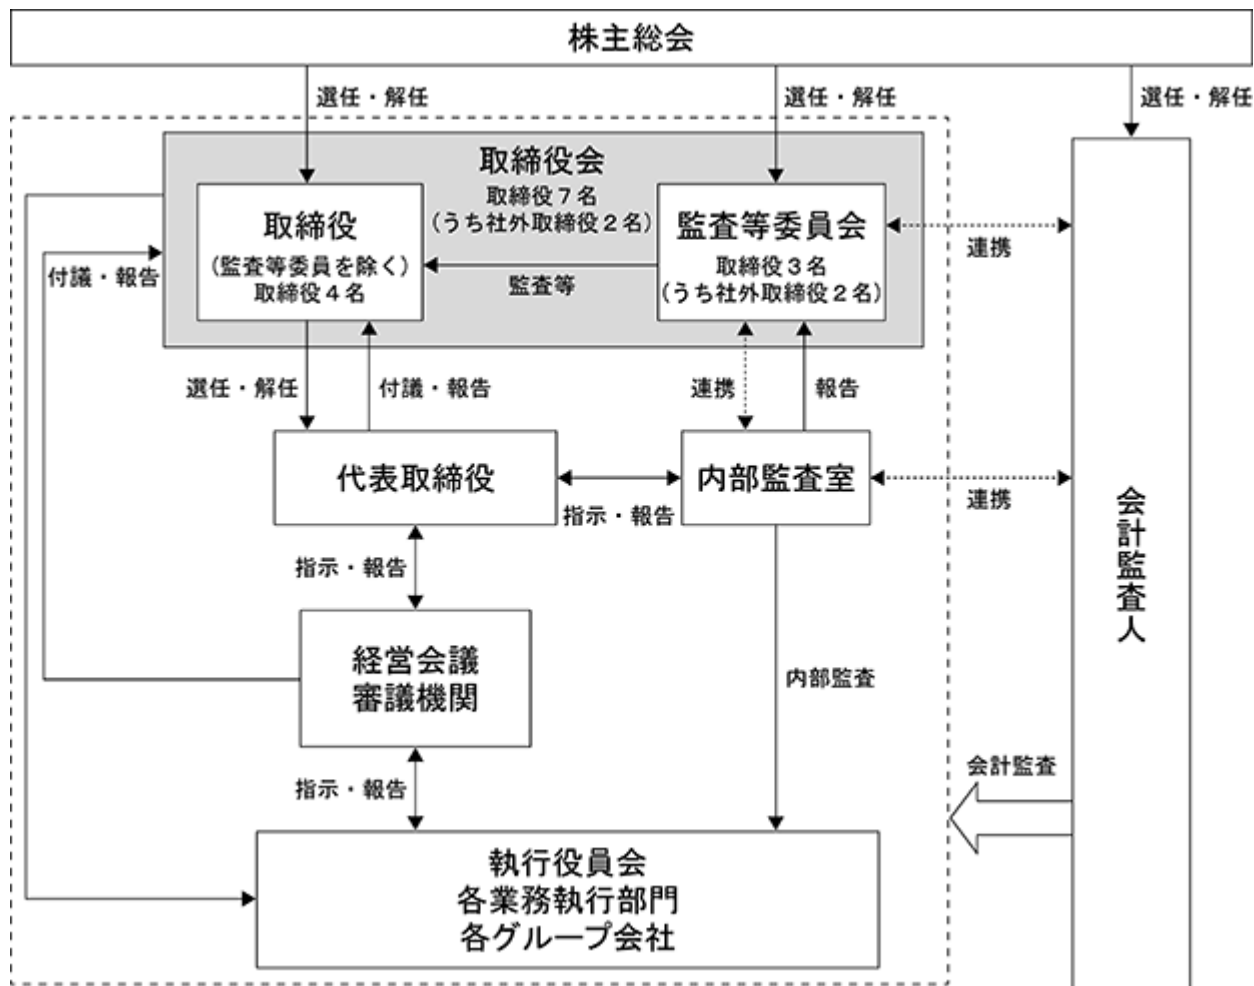 株主総会
選任・解任
選任・解任
選任・解任
取締役会
取締役７名
(うち社外取締役２名)
取締役
(監査等委員を除く)
取締役４名
監査等委員会
取締役３名
(うち社外取締役２名)
監査等
連携
付議・報告
選任・解任
付議・報告
連携
報告
代表取締役
指示・報告
内部監査室
連携
会計監査人
指示・報告
経営会議
審議機関
内部監査
指示・報告
会計監査
執行役員会
各業務執行部門
各グループ会社